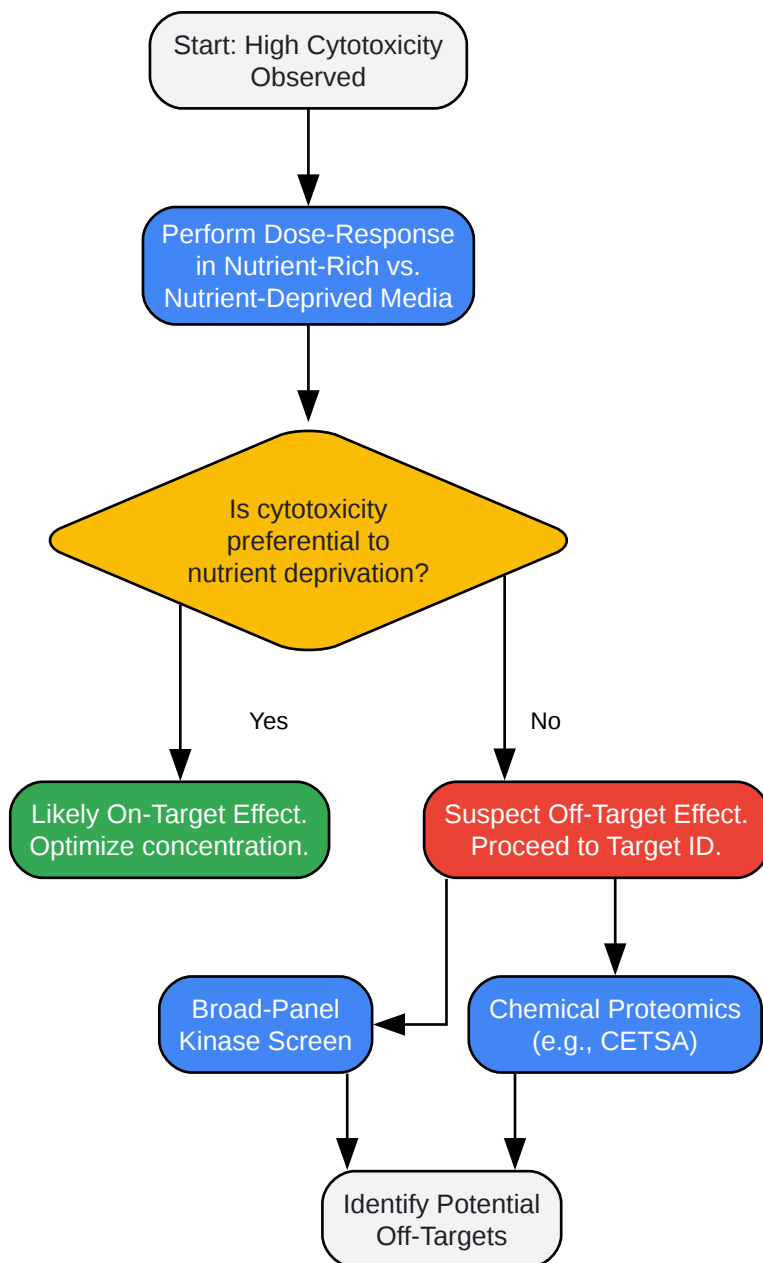 Start: High Cytotoxicity
Observed
Perform Dose-Response
in Nutrient-Rich vs.
Nutrient-Deprived Media
Is cytotoxicity
preferential to
nutrient deprivation?
Yes
No
Likely On-Target Effect.
Optimize concentration.
Suspect Off-Target Effect.
Proceed to Target ID.
Broad-Panel
Kinase Screen
Chemical Proteomics
(e.g., CETSA)
Identify Potential
Off-Targets